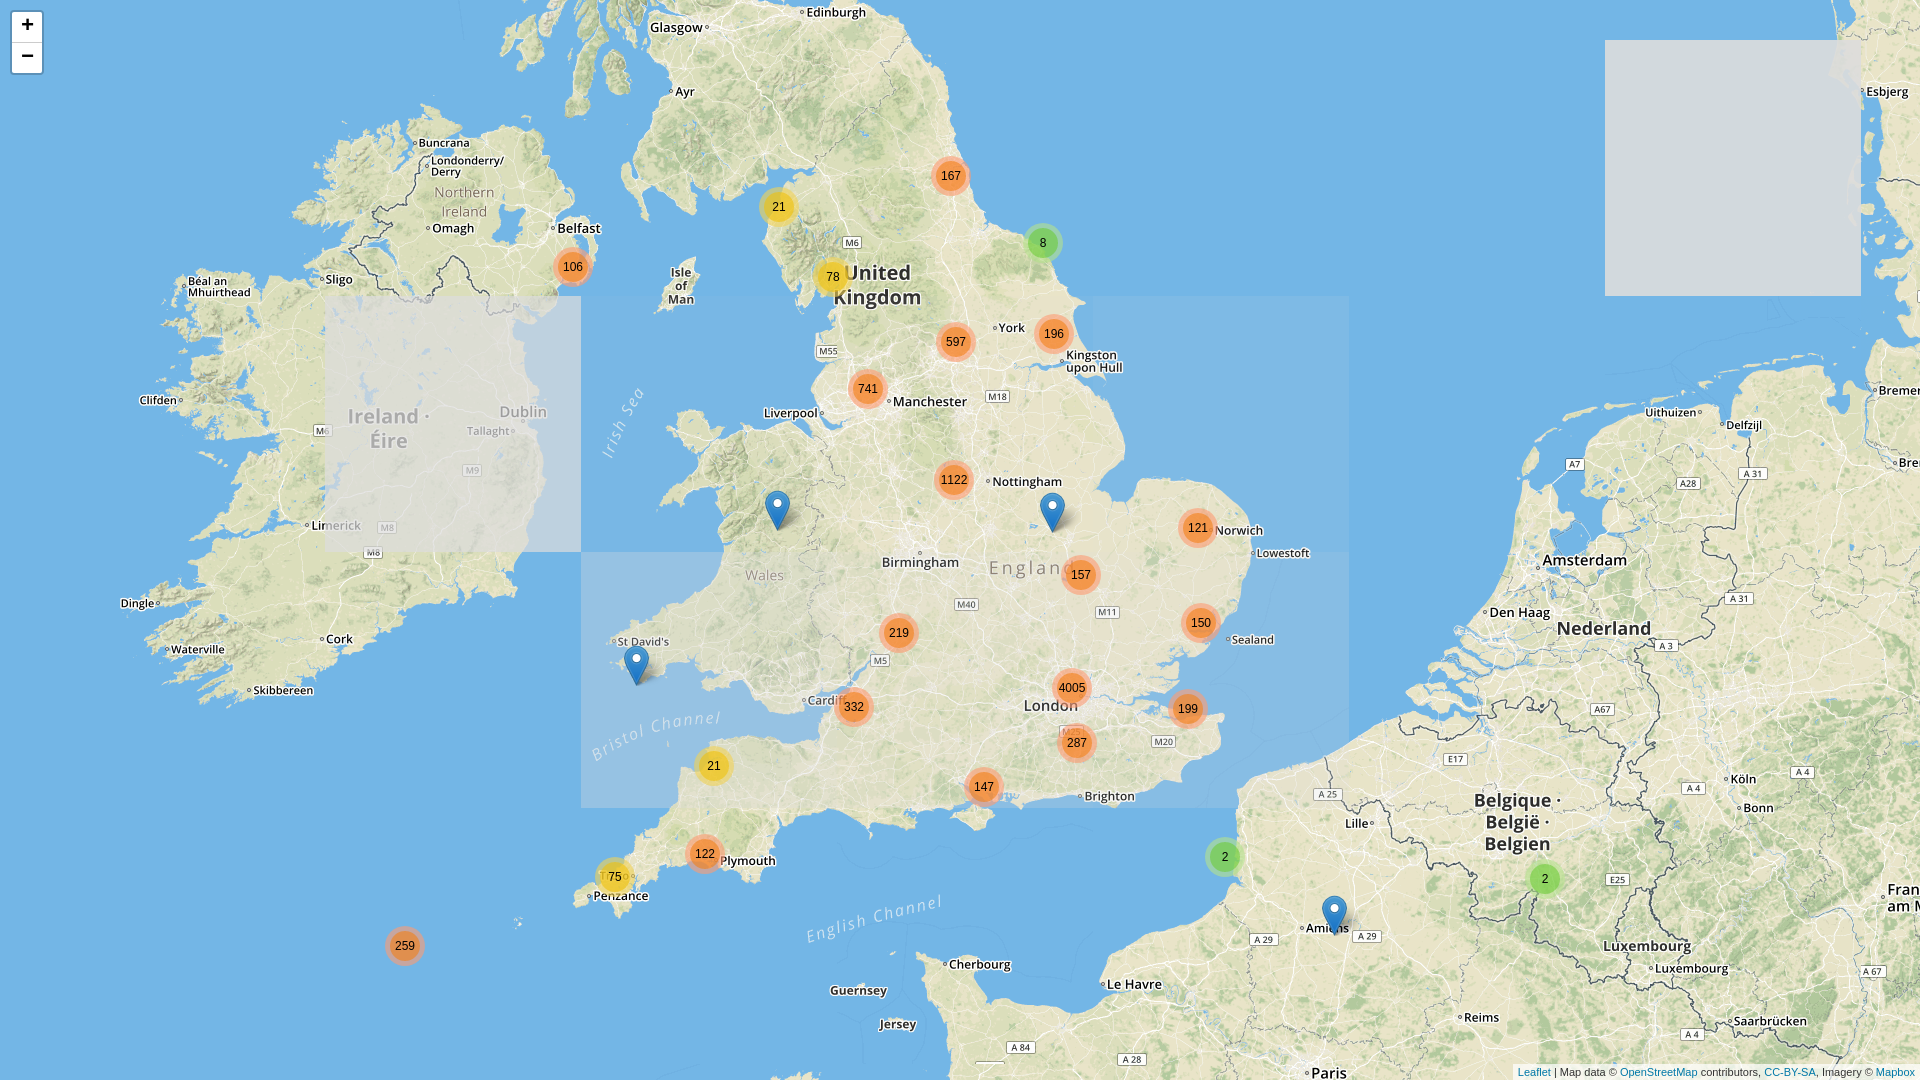 +
−
Edinburgh
Glasgow
Ayr
Esbjerg
Buncrana
Londonderry/
Derry
Northern
Ireland
Omagh
Belfast
167
21
8
M6
106
78
United
Kingdom
Isle
of
Man
Sligo
Béal an
Mhuirthead
York
196
597
Kingston
upon Hull
M55
741
Manchester
M18
Liverpool
Clifden
Ireland ·
Éire
Dublin
Tallaght
M6
M9
Irish Sea
Uithuizen
Delfzijl
Bremer
Bre
A7
A 31
A28
1122
Nottingham
Limerick
M8
M8
121
Norwich
Lowestoft
Birmingham
England
157
Wales
Amsterdam
A 31
Den Haag
Nederland
Dingle
M40
M11
150
Sealand
219
Cork
Waterville
St David's
M5
A 3
Skibbereen
4005
London
199
Cardiff
332
A67
Bristol Channel
287
M20
E17
21
147
Brighton
A 25
Köln
A 4
A 4
Bonn
Belgique ·
België ·
Belgien
Lille
2
2
E25
122
Plymouth
75
Penzance
Fran
am M
English Channel
259
Amiens
A 29
A 29
Luxembourg
Luxembourg
A 67
Cherbourg
Le Havre
Guernsey
Jersey
Reims
Saarbrücken
A 4
A 84
A 28
Paris
Leaflet | Map data © OpenStreetMap contributors, CC-BY-SA, Imagery © Mapbox